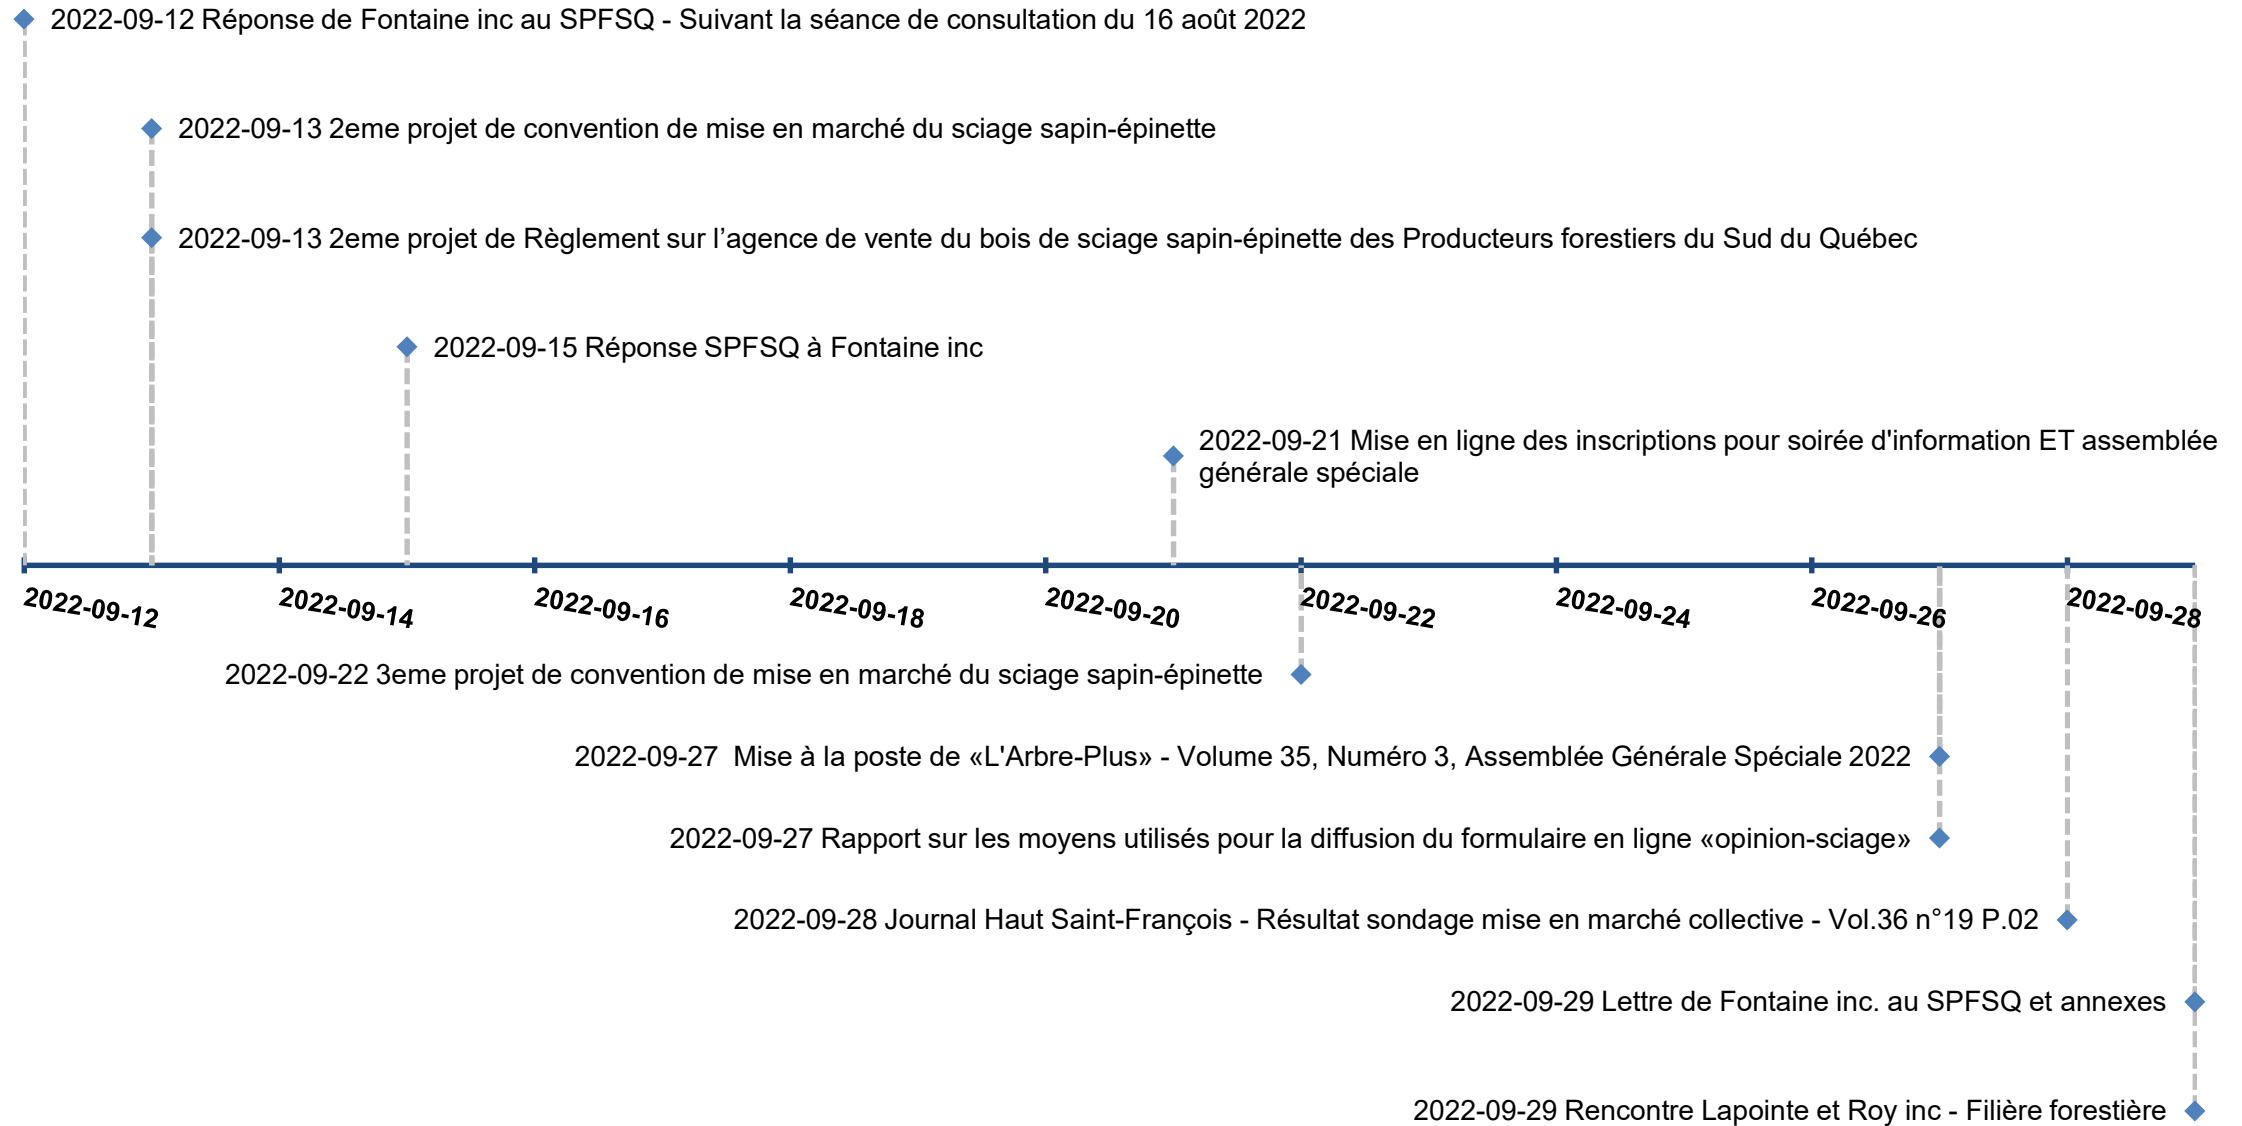 2022-09-12 Réponse de Fontaine inc au SPFSQ - Suivant la séance de consultation du 16 août 2022
2022-09-13 2eme projet de convention de mise en marché du sciage sapin-épinette
2022-09-13 2eme projet de Règlement sur l’agence de vente du bois de sciage sapin-épinette des Producteurs forestiers du Sud du Québec
2022-09-15 Réponse SPFSQ à Fontaine inc
2022-09-21 Mise en ligne des inscriptions pour soirée d'information ET assemblée
générale spéciale
2022-09-12
2022-09-14
2022-09-16
2022-09-18
2022-09-20
2022-09-22
2022-09-24
2022-09-26
2022-09-28
2022-09-22 3eme projet de convention de mise en marché du sciage sapin-épinette
2022-09-27  Mise à la poste de «L'Arbre-Plus» - Volume 35, Numéro 3, Assemblée Générale Spéciale 2022
2022-09-27 Rapport sur les moyens utilisés pour la diffusion du formulaire en ligne «opinion-sciage»
2022-09-28 Journal Haut Saint-François - Résultat sondage mise en marché collective - Vol.36 n°19 P.02
2022-09-29 Lettre de Fontaine inc. au SPFSQ et annexes
2022-09-29 Rencontre Lapointe et Roy inc - Filière forestière